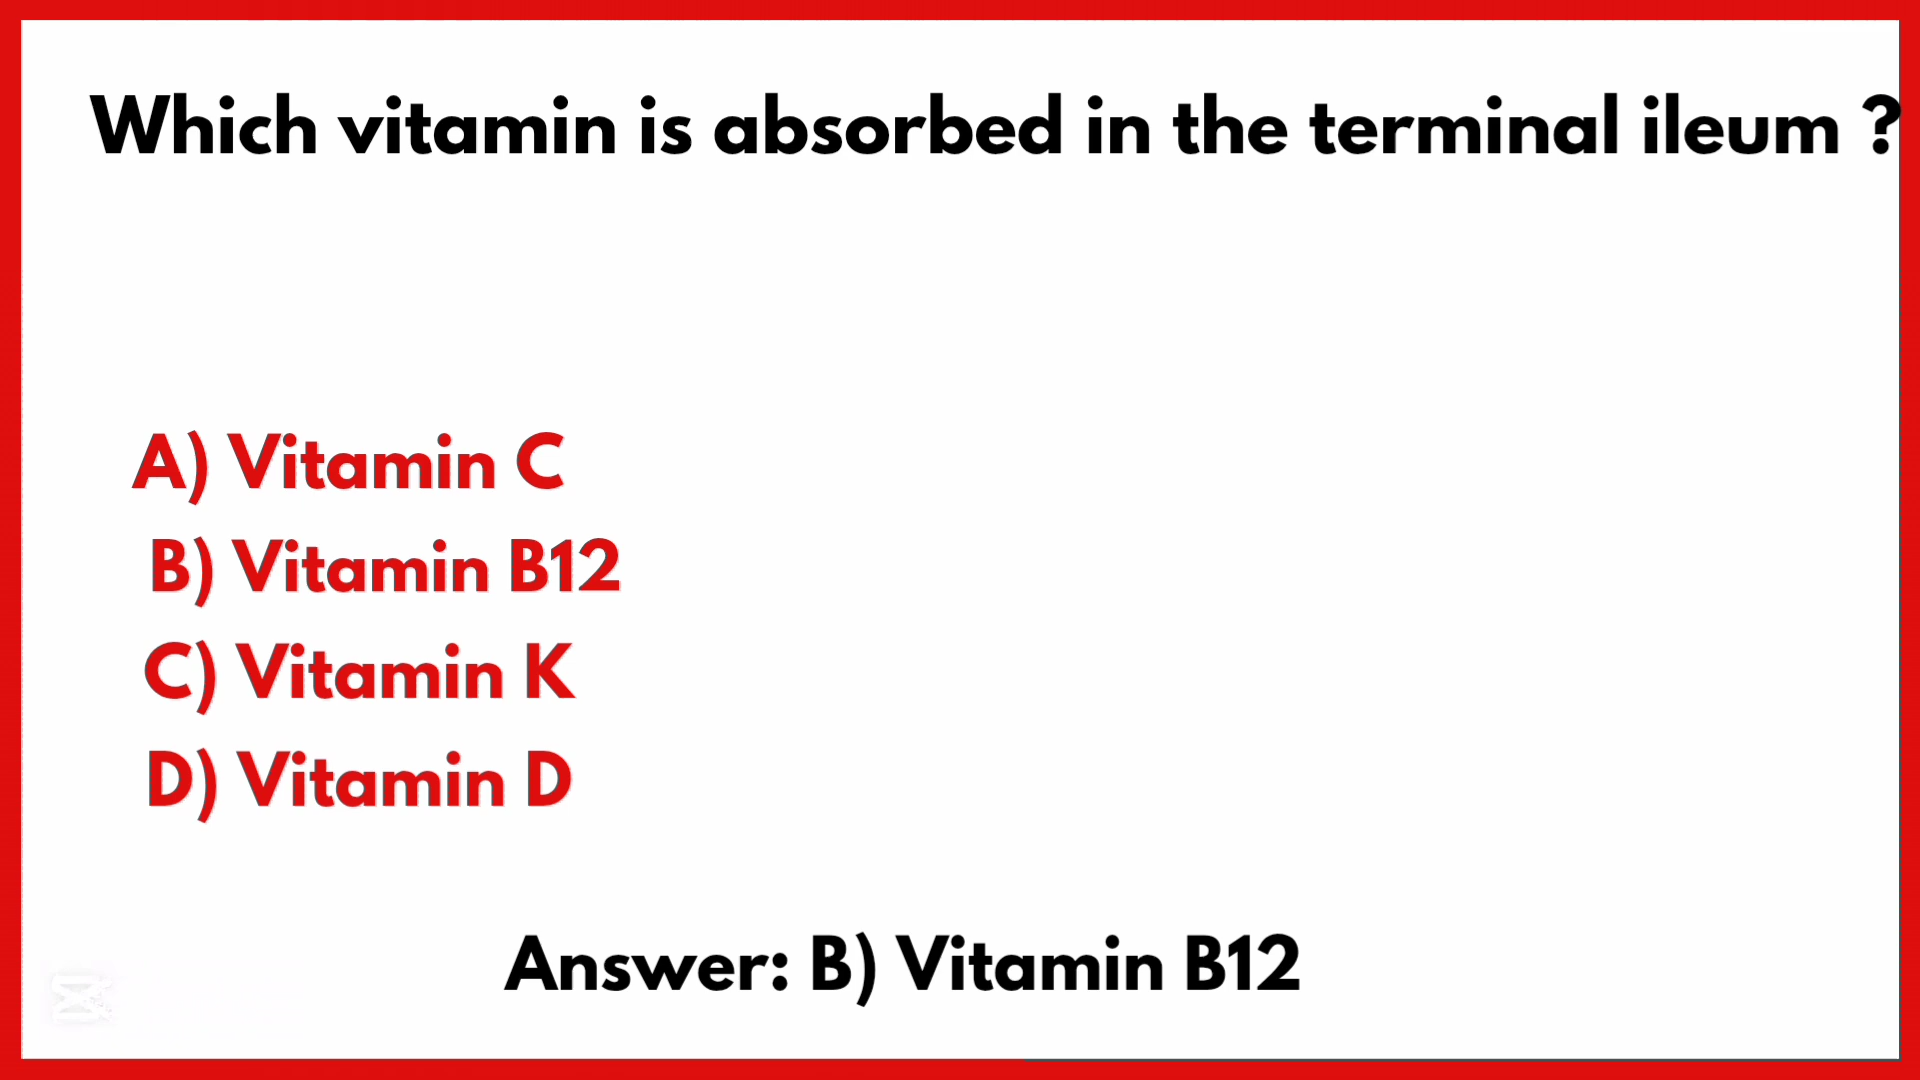 Which vitamin is absorbed in the terminal ileum ?
A) Vitamin C
B) Vitamin B12
C) Vitamin K
D) Vitamin D
Answer: B) Vitamin B12